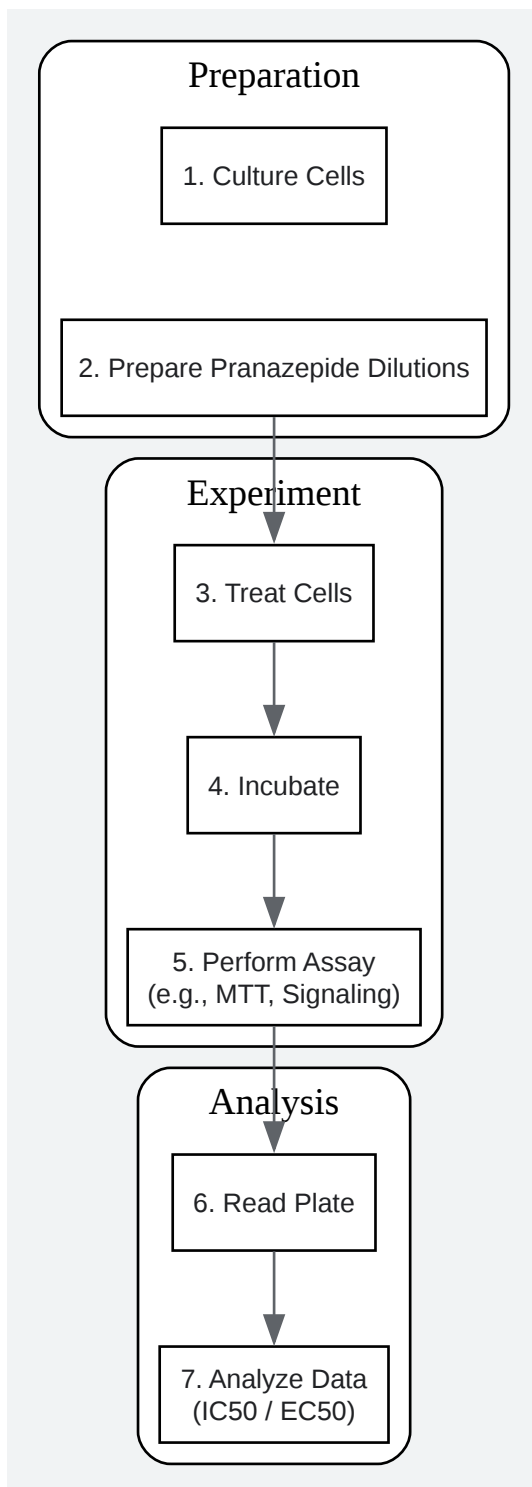 Preparation
1. Culture Cells
2. Prepare Pranazepide Dilutions
Experiment
3. Treat Cells
4. Incubate
5. Perform Assay
(e.g., MTT, Signaling)
Analysis
6. Read Plate
7. Analyze Data
(IC50 / EC50)